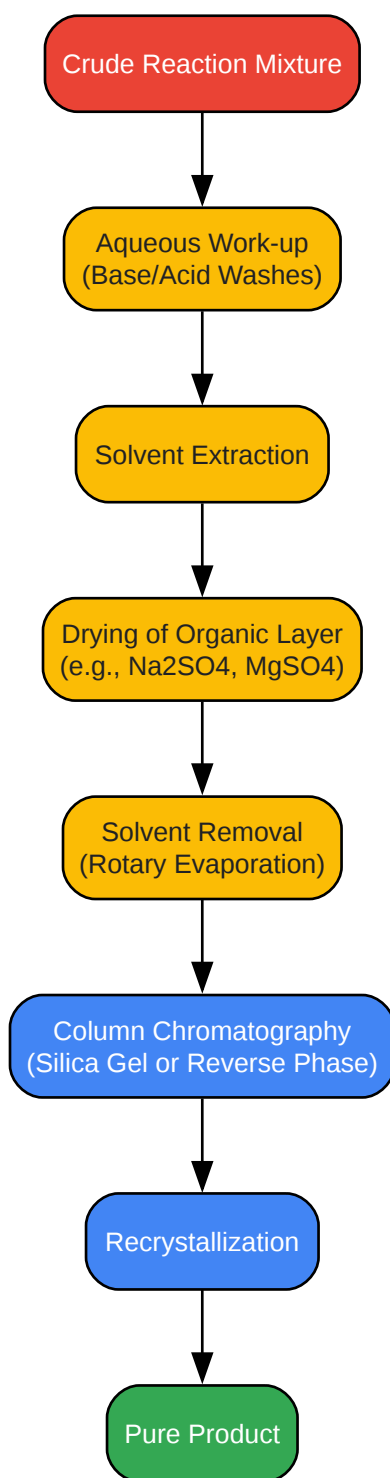 Crude Reaction Mixture
Aqueous Work-up
(Base/Acid Washes)
Solvent Extraction
Drying of Organic Layer
(e.g., Na2SO4, MgSO4)
Solvent Removal
(Rotary Evaporation)
Column Chromatography
(Silica Gel or Reverse Phase)
Recrystallization
Pure Product